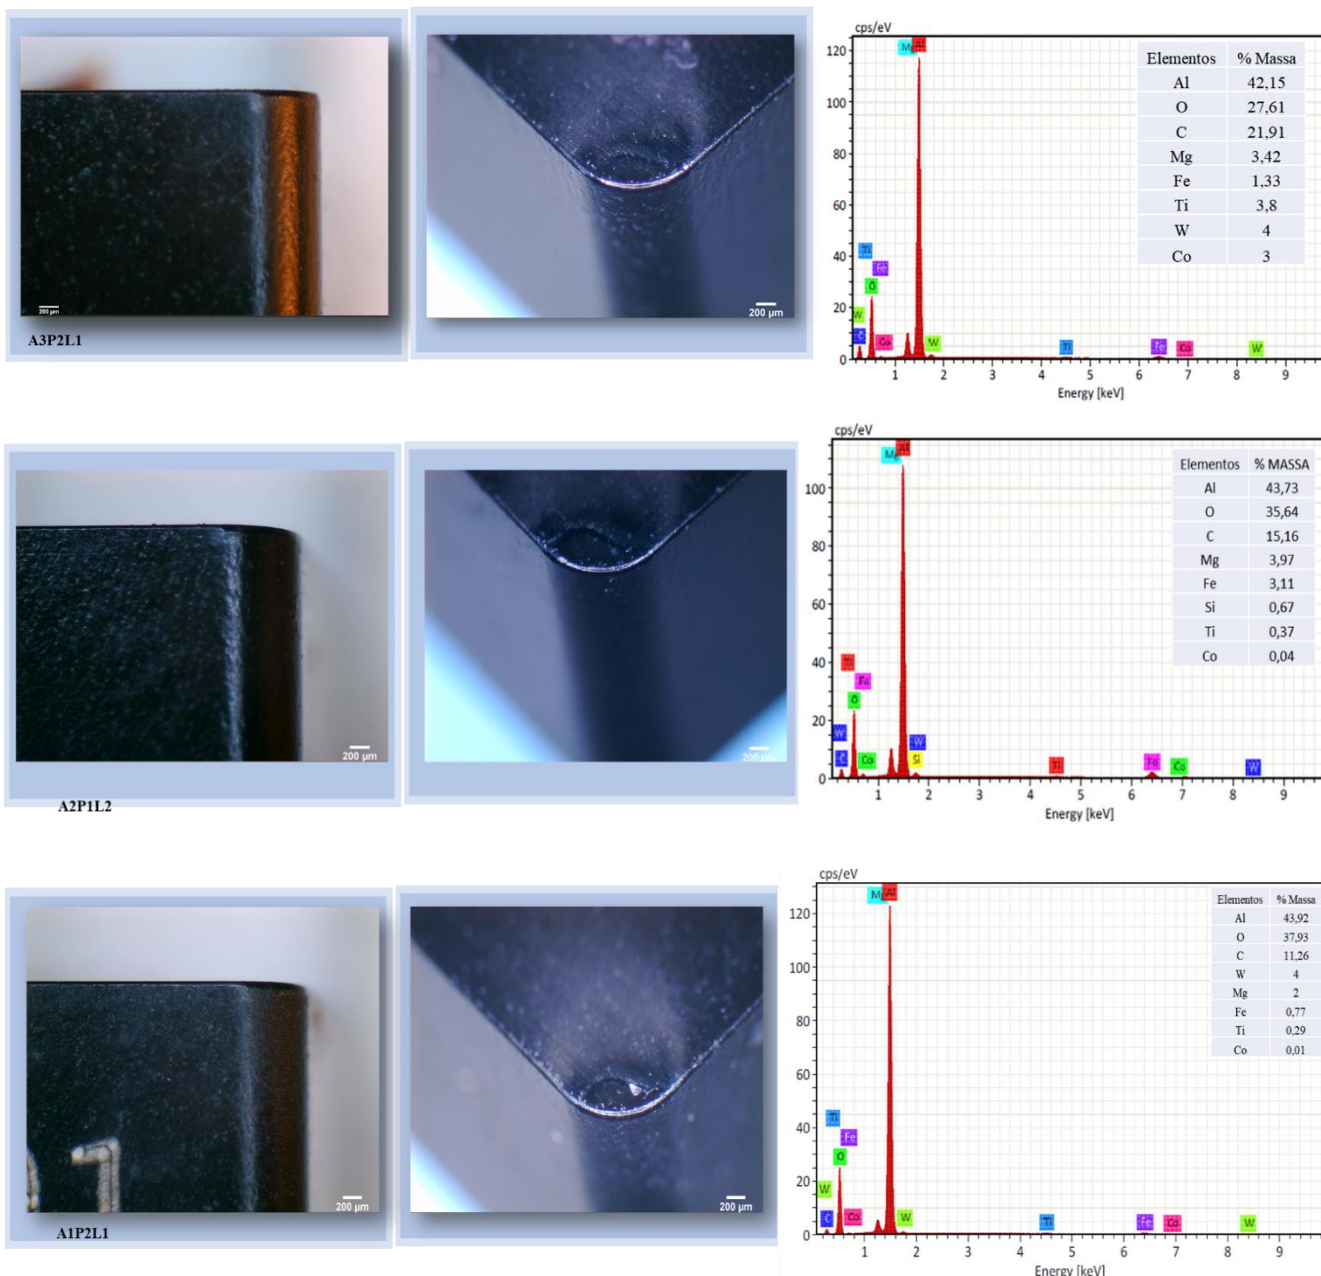 cps/eV
120
100
80
60
40
20
0
Mg Al
Ti
Fe
O
W
C Co W Ti Fe Co W
1 2 3 4 5 6 7 8 9
Energy [keV]
Elementos % Massa
Al 42,15
O 27,61
C 21,91
Mg 3,42
Fe 1,33
Ti 3,8
W 4
Co 3
200 µm
200 µm
A3P2L1
cps/eV
100
80
60
40
20
0
Mg Al
Ti
Fe
O
W W
C Co Si Ti Fe Co W
1 2 3 4 5 6 7 8 9
Energy [keV]
Elementos % MASSA
Al 43,73
O 35,64
C 15,16
Mg 3,97
Fe 3,11
Si 0,67
Ti 0,37
Co 0,04
200 µm
200 µm
A2P1L2
cps/eV
120
100
80
60
40
20
0
Al
Ti
Fe
O
W
C Co W Ti Fe Co W
1 2 3 4 5 6 7 8 9
Energy [keV]
Elementos % Massa
Al 43,92
O 37,93
C 11,26
W 4
Mg 2
Fe 0,77
Ti 0,29
Co 0,01
200 µm
200 µm
A1P2L1